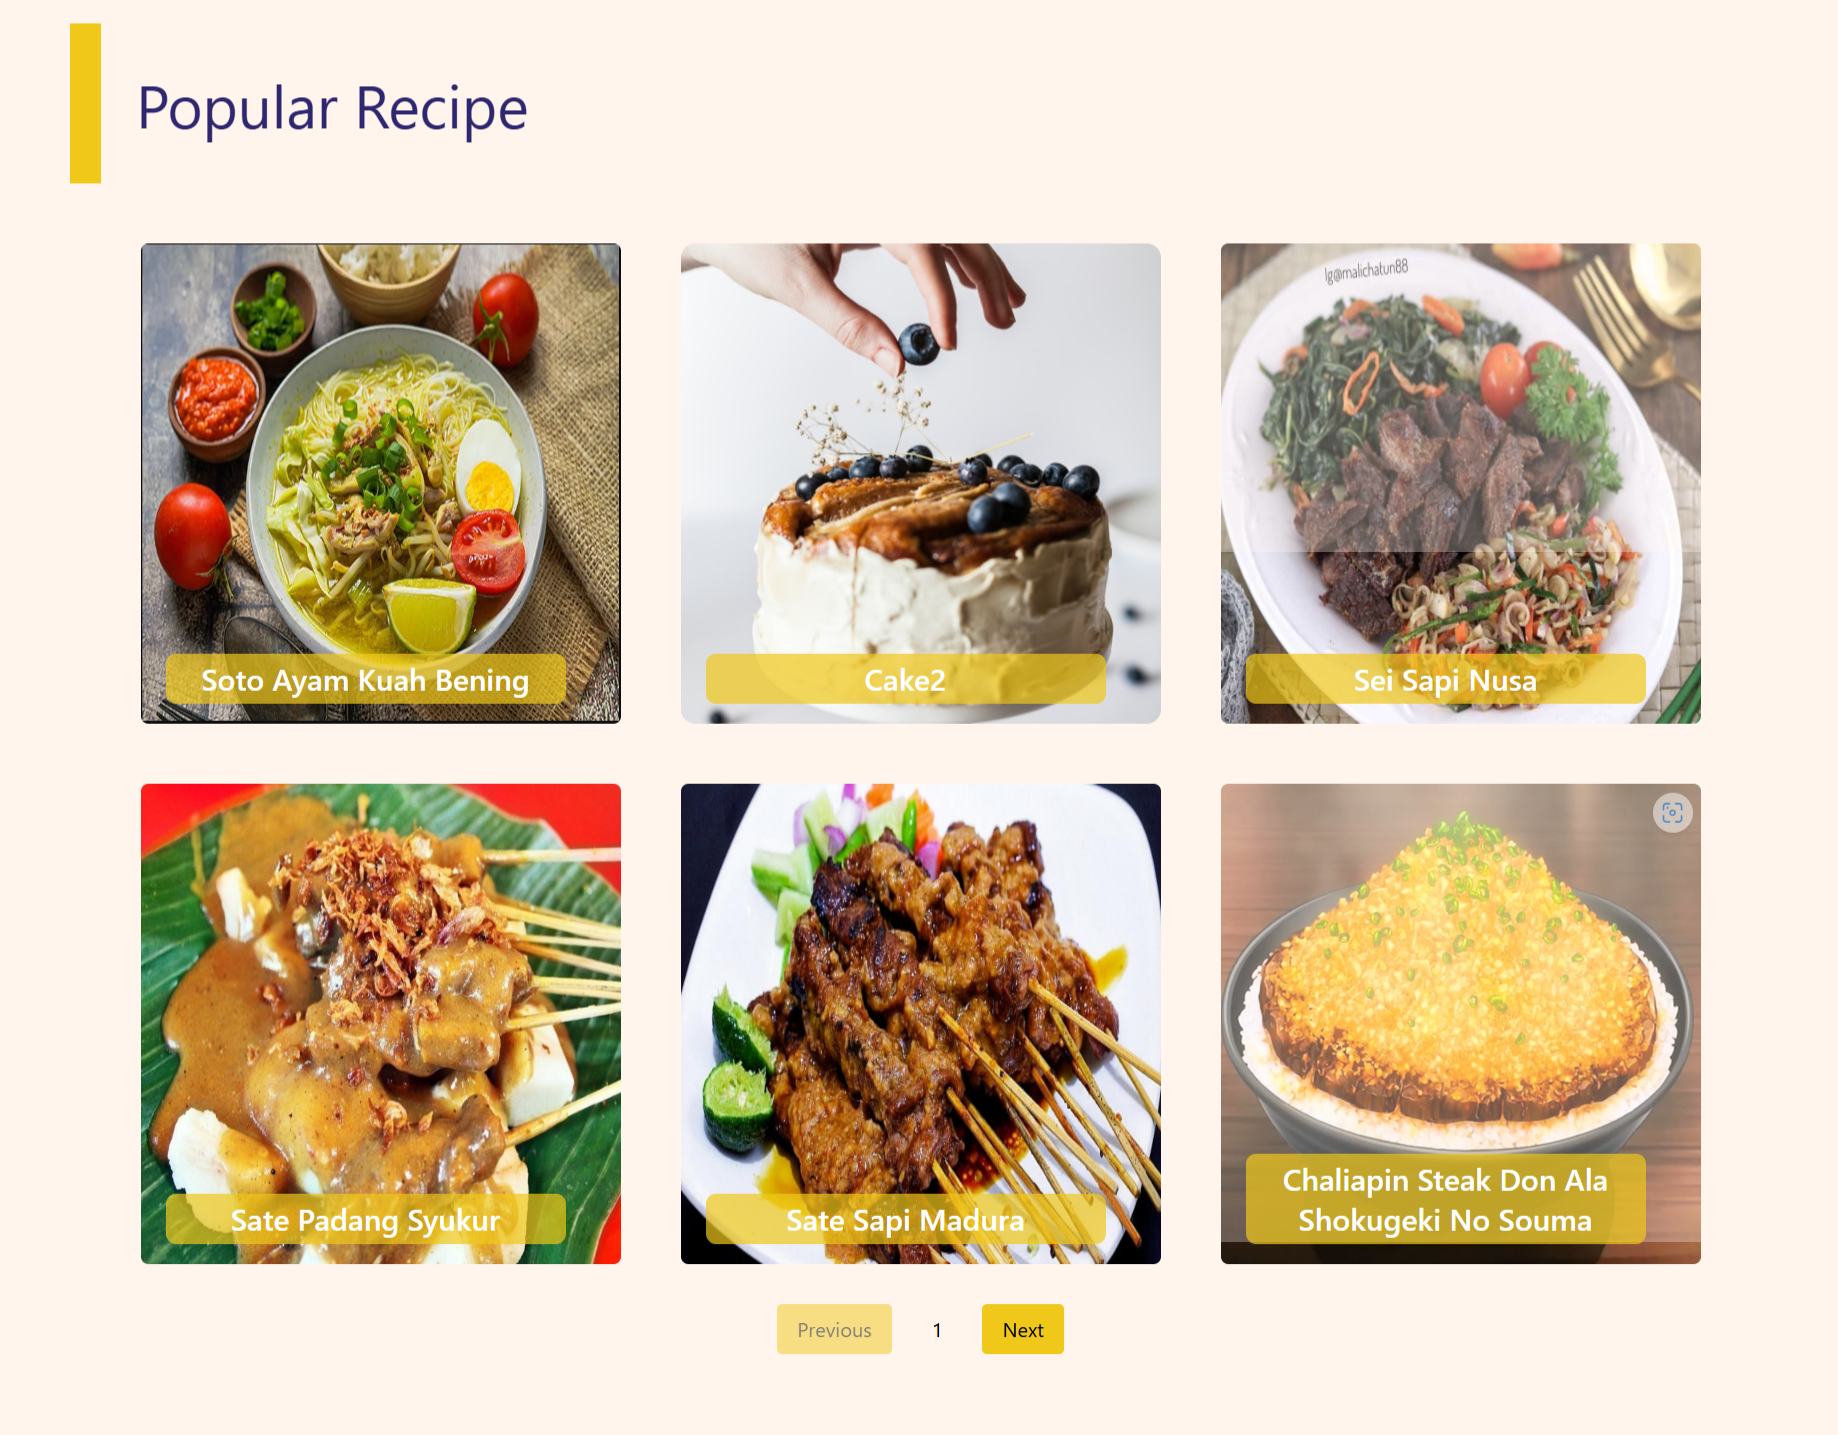 Popular Recipe
Ig@malichatun88
Soto Ayam Kuah Bening
Cake2
Sei Sapi Nusa
Sate Padang Syukur
Sate Sapi Madura
Chaliapin Steak Don Ala
Shokugeki No Souma
Previous
1
Next